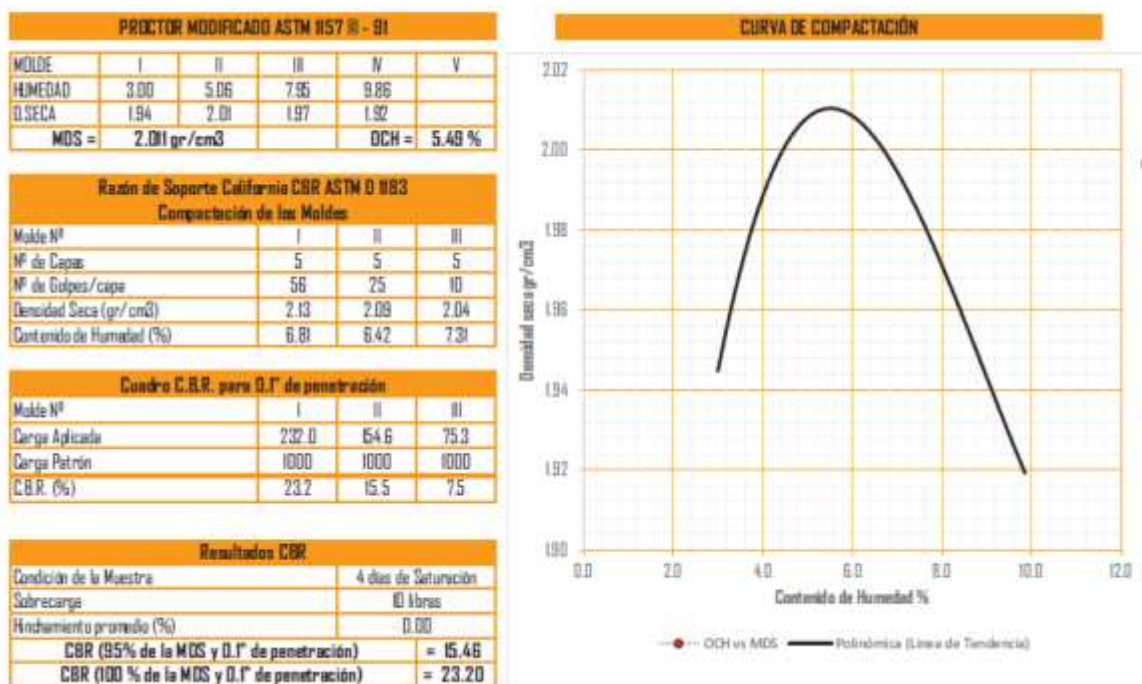 PROCTOR MODIFICADO ASTM 1157 - 91
MOLDE I II III IV V
HUMEDAD 3.00 5.06 7.95 9.86
D.SECA 1.94 2.01 1.97 1.92
MDS = 2.011 gr/cm3 OCH = 5.49 %
Razón de Soporte California CBR ASTM D 1183
Compactación de los Moldes
Molde Nº I II III
Nº de Capas 5 5 5
Nº de Golpes/capa 56 25 10
Densidad Seca (gr/cm3) 2.13 2.09 2.04
Contenido de Humedad (%) 6.81 6.42 7.31
Cuadro C.B.R. para 0.1" de penetración
Molde Nº I II III
Carga Aplicada 232.0 154.6 75.3
Carga Patrón 1000 1000 1000
C.B.R. (%) 23.2 15.5 7.5
Resultados CBR
Condición de la Muestra 4 dias de Saturación
Sobrecarga 10 libras
Hinchamiento promedio (%) 0.00
CBR (95% de la MDS y 0.1" de penetración) = 15.46
CBR (100 % de la MDS y 0.1" de penetración) = 23.20
CURVA DE COMPACTACIÓN
2.02
2.00
1.98
1.96
1.94
1.92
1.90
Densidad seca gr/cm3
0.0 2.0 4.0 6.0 8.0 10.0 12.0
Contenido de Humedad %
OCH vs MDS Polinómica (Linea de Tendencia)